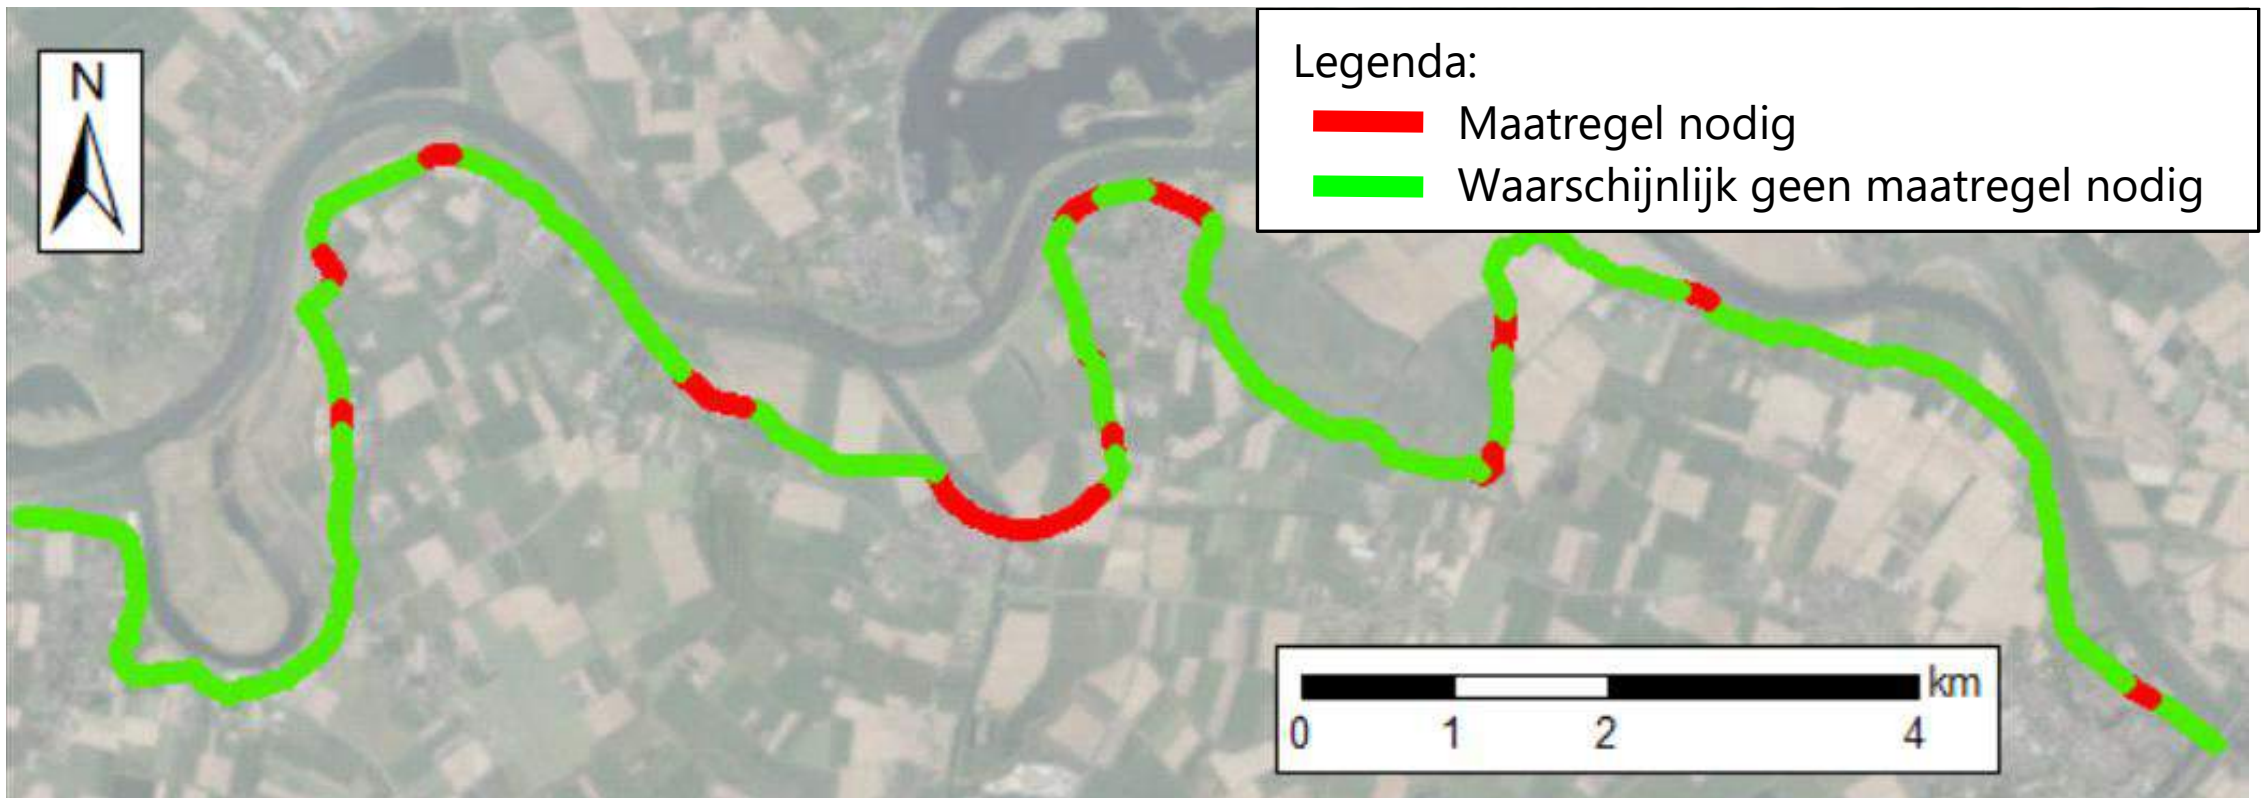 N
Legenda:
Maatregel nodig
Waarschijnlijk geen maatregel nodig
km
0 1 2 4